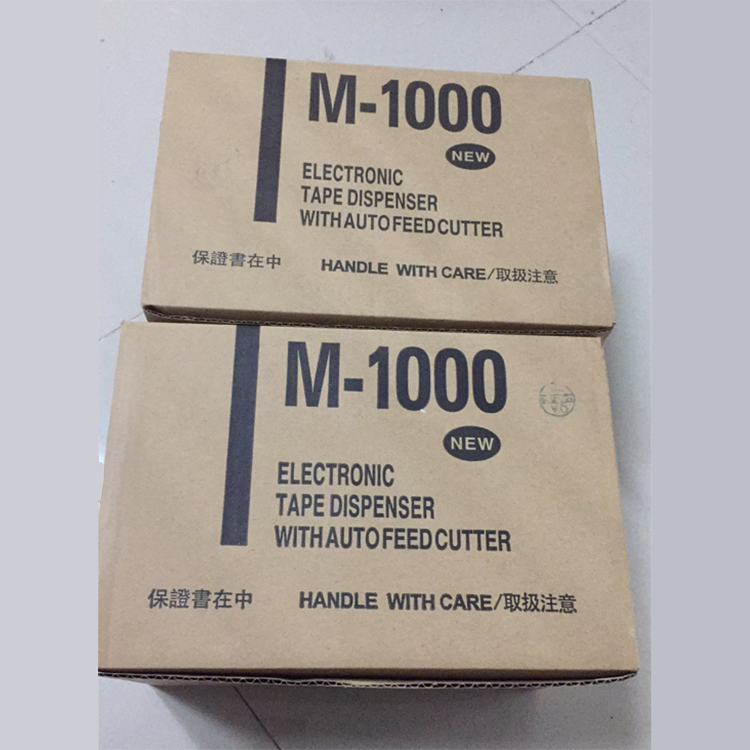 M-1000
NEW
ELECTRONIC
TAPE DISPENSER
WITH AUTO FEED CUTTER
保證書在中 HANDLE WITH CARE/取扱注意
M-1000
NEW
ELECTRONIC
TAPE DISPENSER
WITH AUTO FEED CUTTER
保證書在中 HANDLE WITH CARE/取扱注意